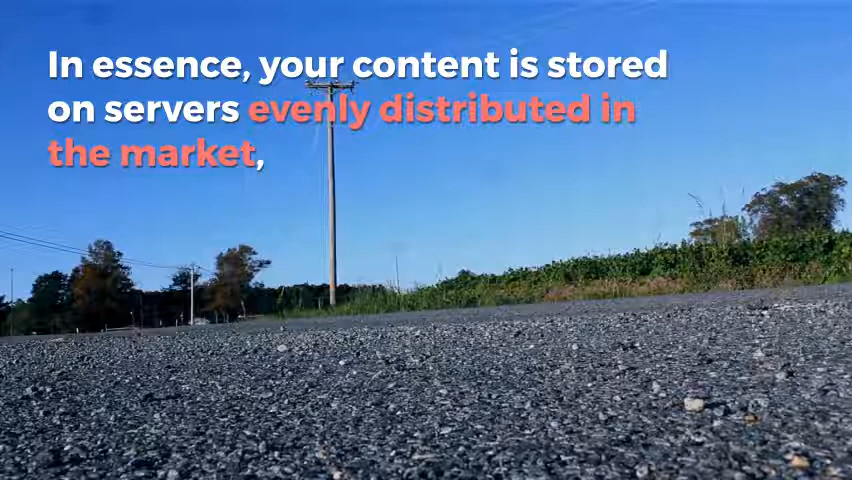 In essence, your content is stored
on servers evenly distributed in
the market,